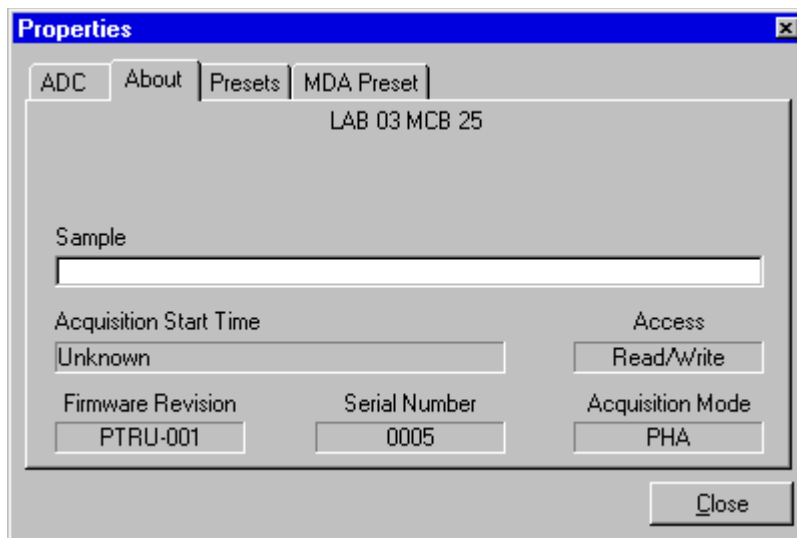 Properties
ADC About Presets MDA Preset
LAB 03 MCB 25
Sample
Acquisition Start Time Access
Unknown Read/Write
Firmware Revision Serial Number Acquisition Mode
PTRU-001 0005 PHA
Close